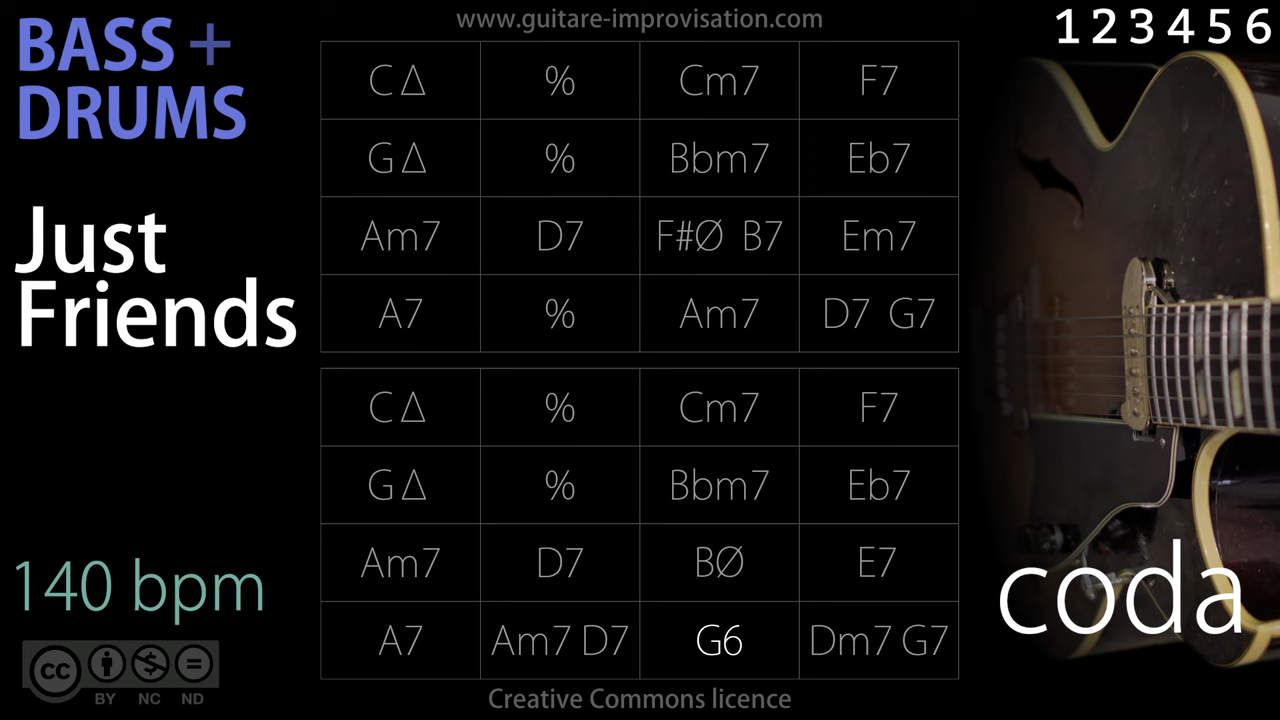 www.guitare-improvisation.com
BASS +
DRUMS
1 2 3 4 5 6
Just
Friends
C Δ % Cm7 F7
G Δ % Bbm7 Eb7
Am7 D7 F#Ø B7 Em7
A7 % Am7 D7 G7
C Δ % Cm7 F7
G Δ % Bbm7 Eb7
Am7 D7 BØ E7
A7 Am7 D7 G6 Dm7 G7
140 bpm
coda
cc
BY NC ND
Creative Commons licence